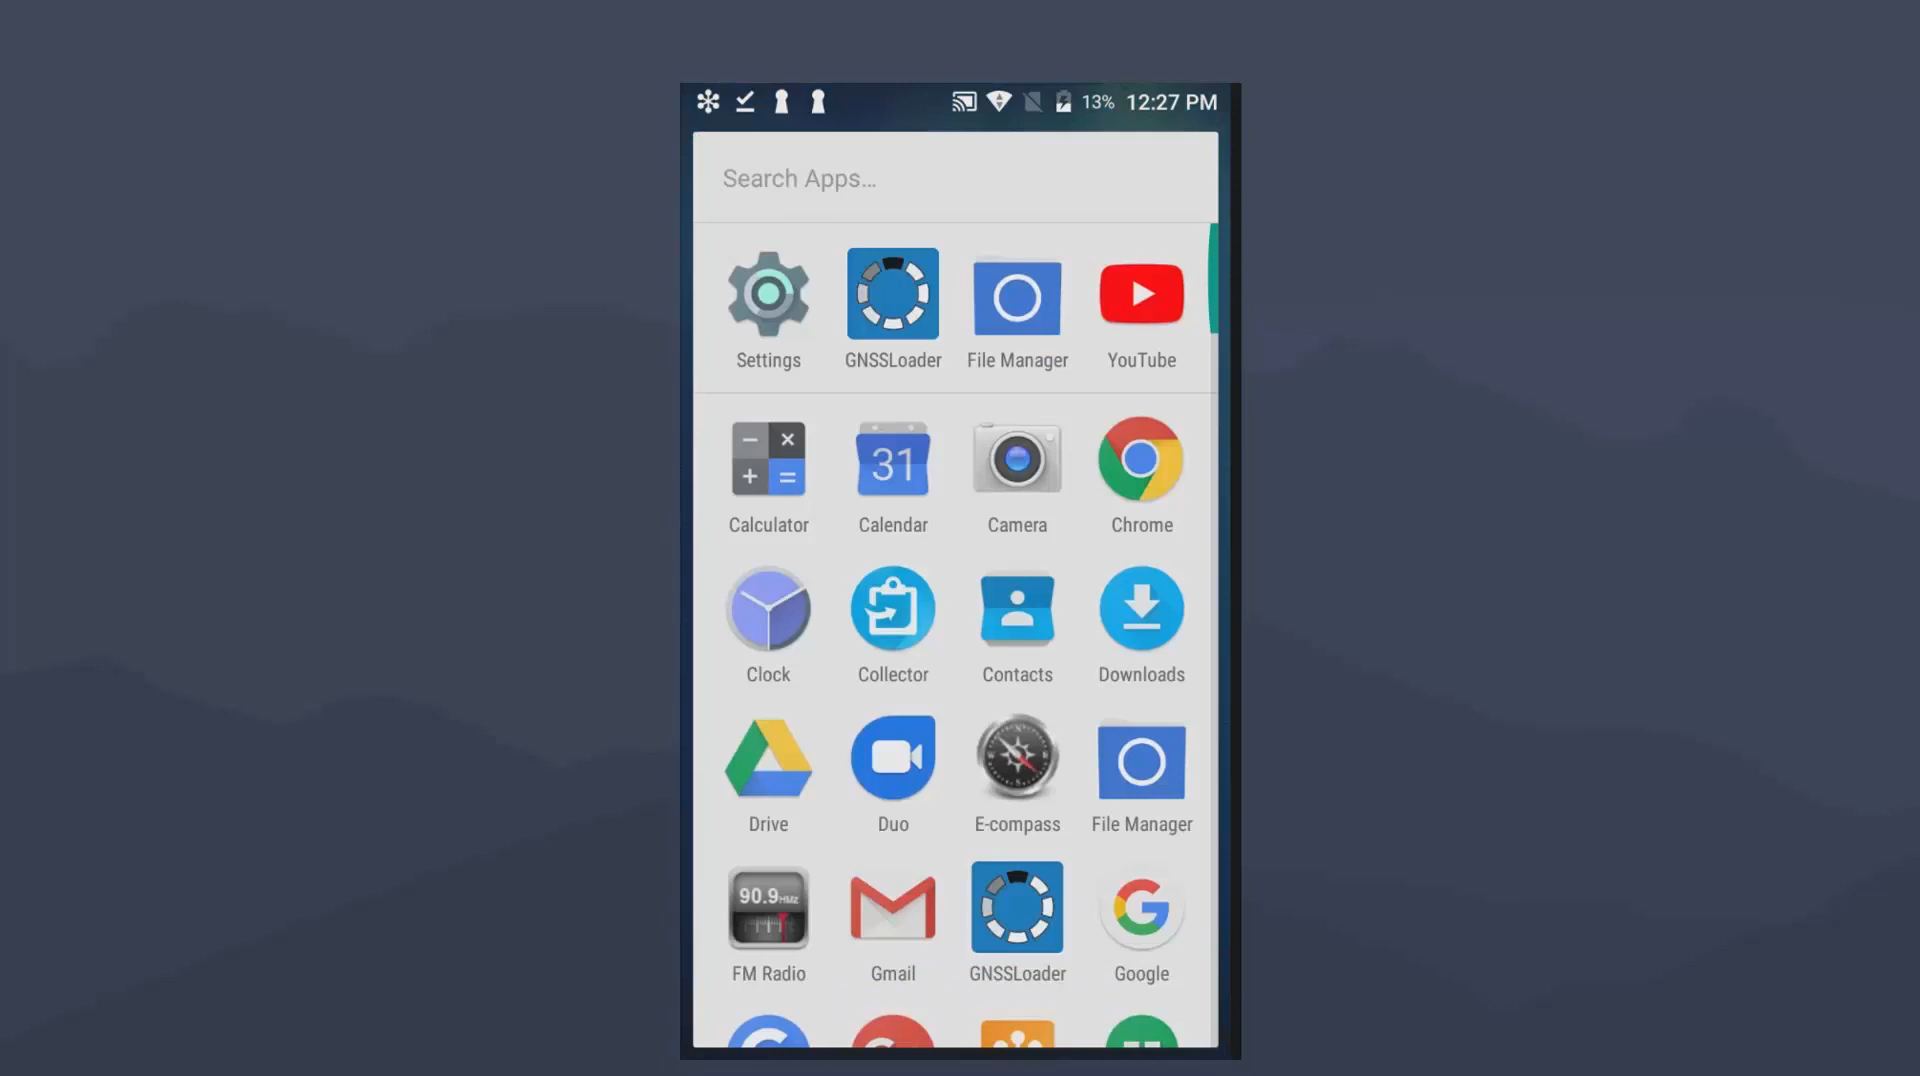 13% 12:27 PM
Search Apps...
Settings GNSSLoader File Manager YouTube
31
Calculator Calendar Camera Chrome
Clock Collector Contacts Downloads
Drive Duo E-compass File Manager
90.9
FM Radio Gmail GNSSLoader Google